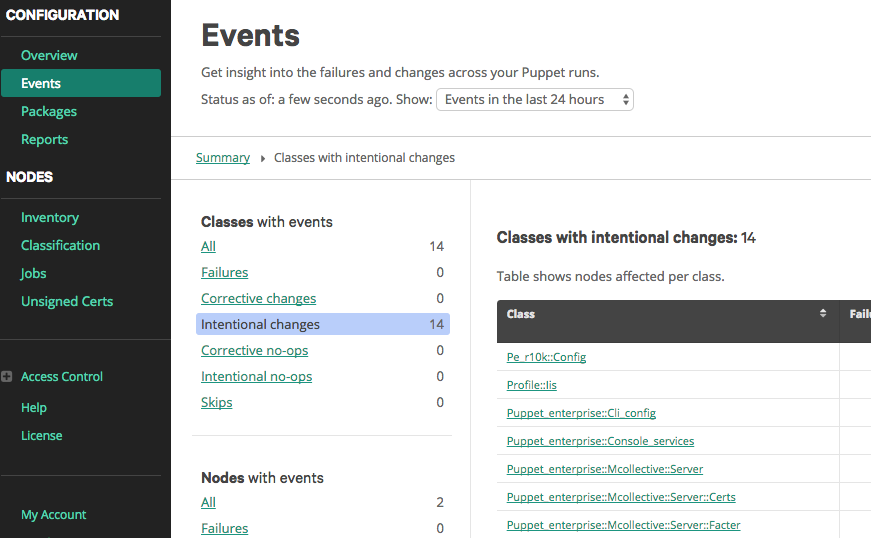 CONFIGURATION
Overview
Events
Packages
Reports
NODES
Inventory
Classification
Jobs
Unsigned Certs
Access Control
Help
License
My Account
Events
Get insight into the failures and changes across your Puppet runs.
Status as of: a few seconds ago. Show: Events in the last 24 hours
Summary Classes with intentional changes
Classes with events
All 14
Failures 0
Corrective changes 0
Intentional changes 14
Corrective no-ops 0
Intentional no-ops 0
Skips 0
Nodes with events
All 2
Failures 0
Classes with intentional changes: 14
Table shows nodes affected per class.
Class
Pe_r10k::Config
Profile::Iis
Puppet_enterprise::Cli_config
Puppet_enterprise::Console_services
Puppet_enterprise::Mcollective::Server
Puppet_enterprise::Mcollective::Server::Certs
Puppet_enterprise::Mcollective::Server::Facter